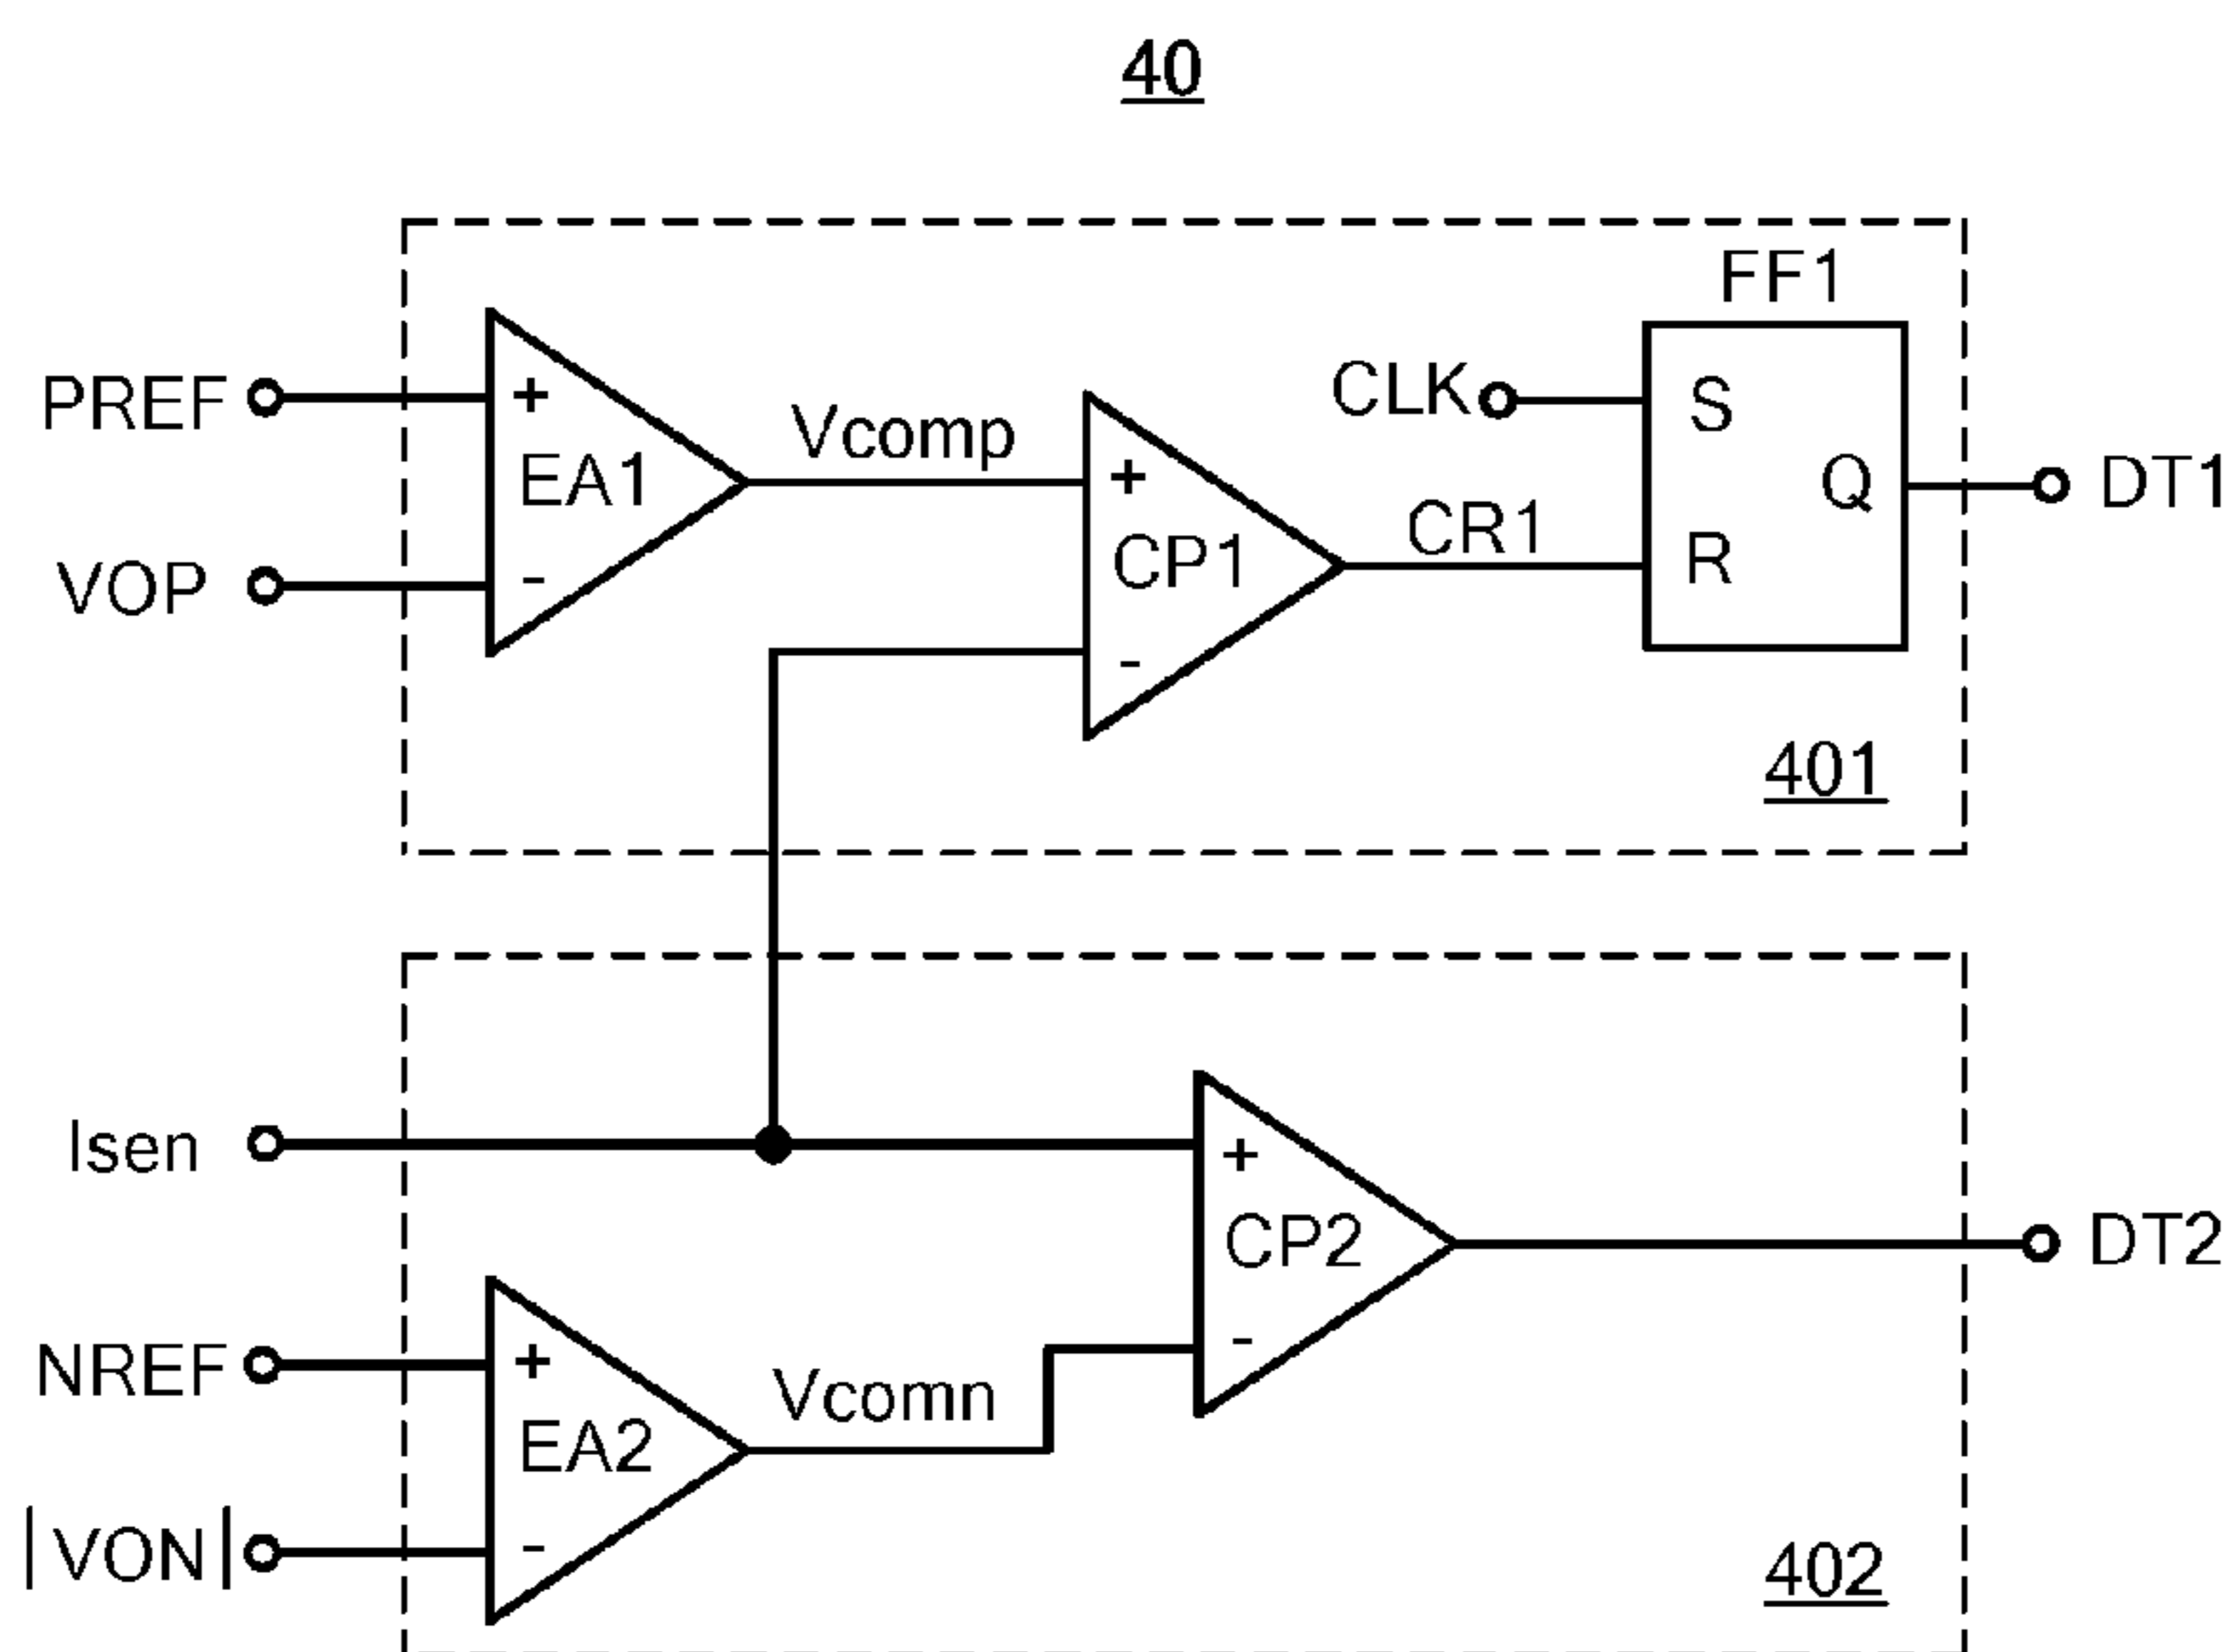 40
FF1
PREF
+
EA1
VOP
-
Vcomp
+
CP1
-
CLK
CR1
S
Q
R
DT1
401
Isen
+
CP2
-
DT2
NREF
+
EA2
|VON|
-
Vcomn
402